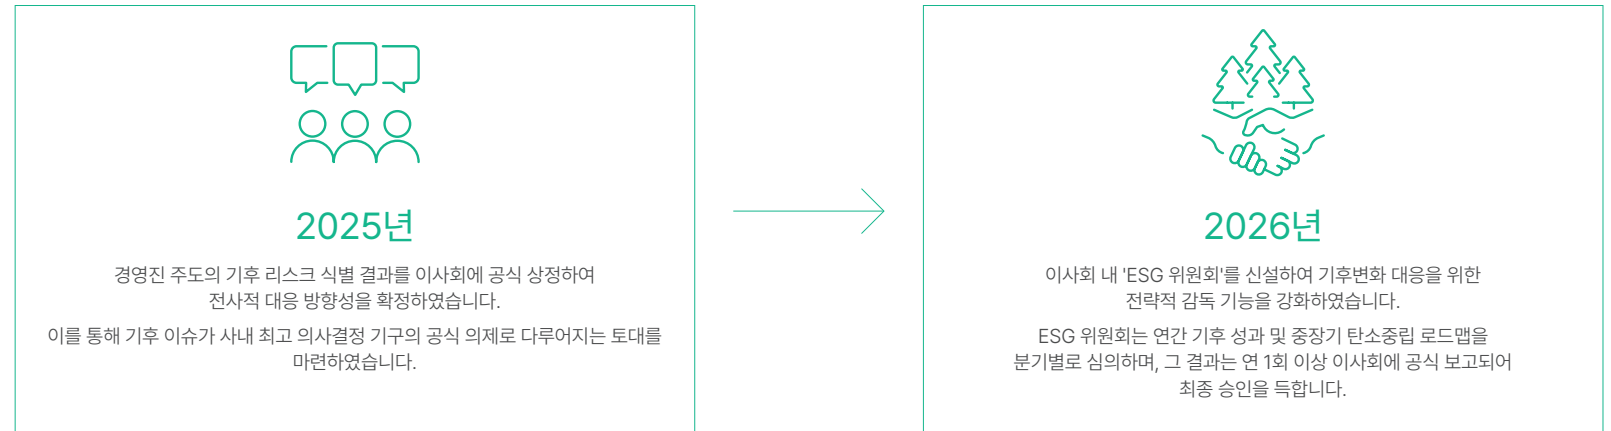 2025년
경영진 주도의 기후 리스크 식별 결과를 이사회에 공식 상정하여
전사적 대응 방향성을 확정하였습니다.
이를 통해 기후 이슈가 사내 최고 의사결정 기구의 공식 의제로 다루어지는 토대를
마련하였습니다.
2026년
이사회 내 'ESG 위원회'를 신설하여 기후변화 대응을 위한
전략적 감독 기능을 강화하였습니다.
ESG 위원회는 연간 기후 성과 및 중장기 탄소중립 로드맵을
분기별로 심의하며, 그 결과는 연 1회 이상 이사회에 공식 보고되어
최종 승인을 득합니다.